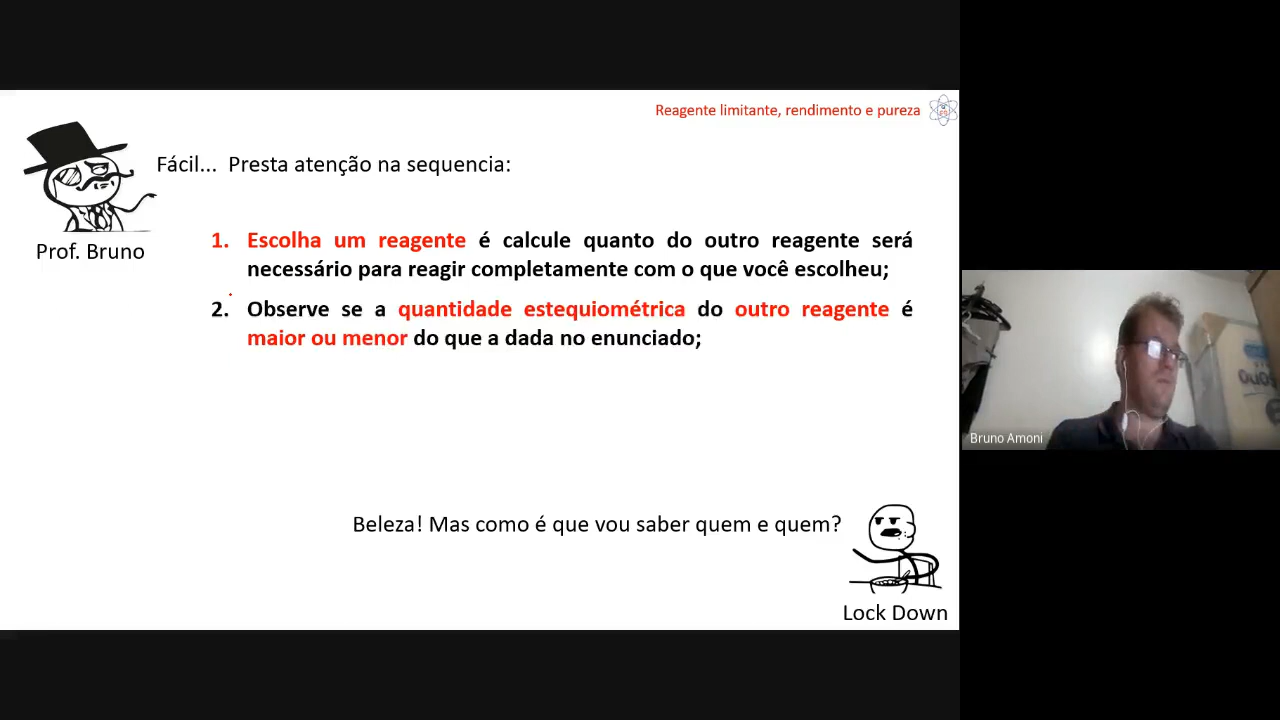 Reagente limitante, rendimento e pureza
Fácil... Presta atenção na sequencia:
Prof. Bruno
1. Escolha um reagente é calcule quanto do outro reagente será
necessário para reagir completamente com o que você escolheu;
2. Observe se a quantidade estequiométrica do outro reagente é
maior ou menor do que a dada no enunciado;
Beleza! Mas como é que vou saber quem e quem?
Lock Down
Bruno Amoni